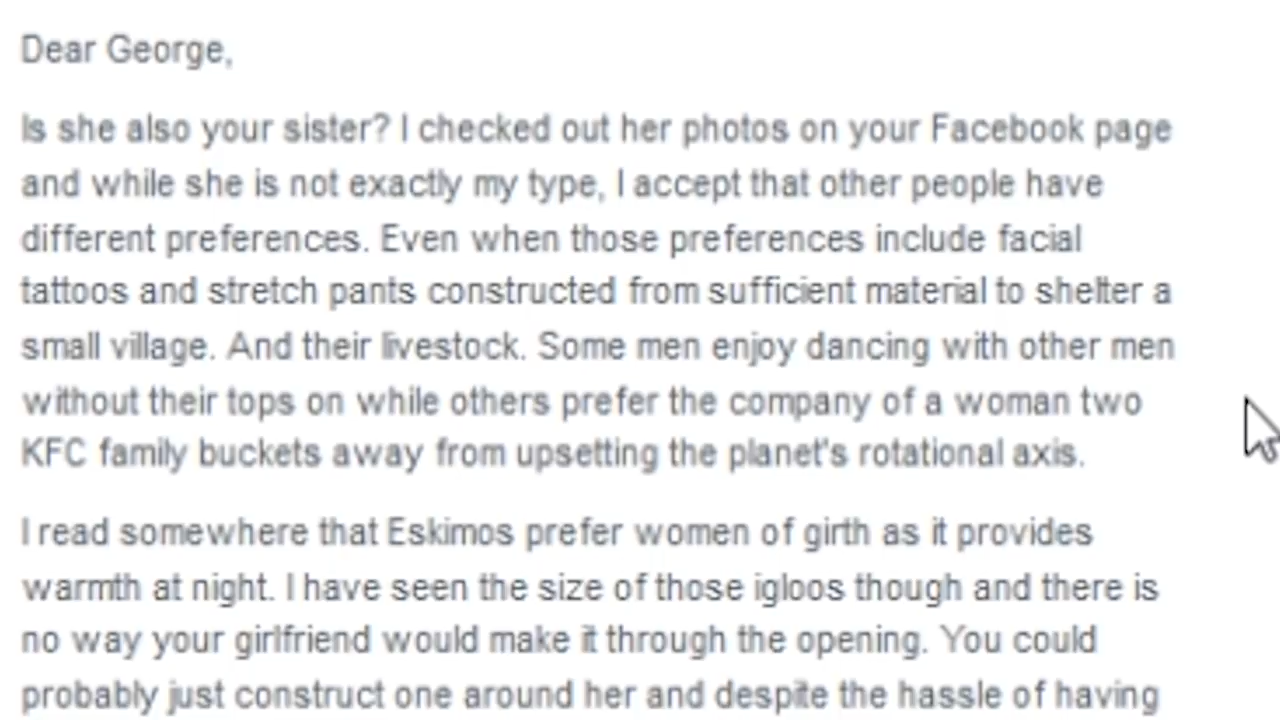 Dear George,
Is she also your sister? I checked out her photos on your Facebook page
and while she is not exactly my type, I accept that other people have
different preferences. Even when those preferences include facial
tattoos and stretch pants constructed from sufficient material to shelter a
small village. And their livestock. Some men enjoy dancing with other men
without their tops on while others prefer the company of a woman two
KFC family buckets away from upsetting the planet's rotational axis.
I read somewhere that Eskimos prefer women of girth as it provides
warmth at night. I have seen the size of those igloos though and there is
no way your girlfriend would make it through the opening. You could
probably just construct one around her and despite the hassle of having